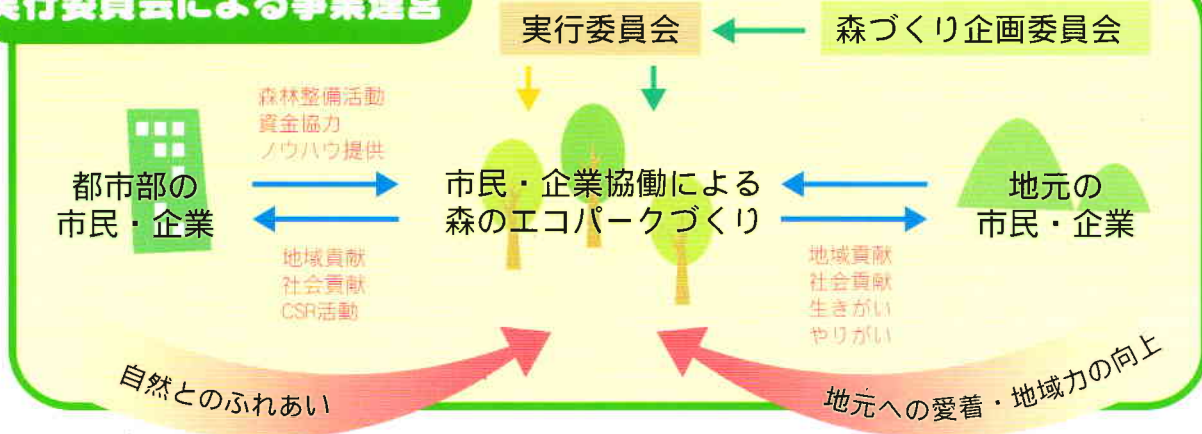 実行委員会による事業運営
実行委員会
森づくり企画委員会
森林整備活動
資金協力
ノウハウ提供
都市部の
市民・企業
市民・企業協働による
森のエコパークづくり
地元の
市民・企業
地域貢献
社会貢献
CSR活動
地域貢献
社会貢献
生きがい
やりがい
自然とのふれあい
地元への愛着・地域力の向上